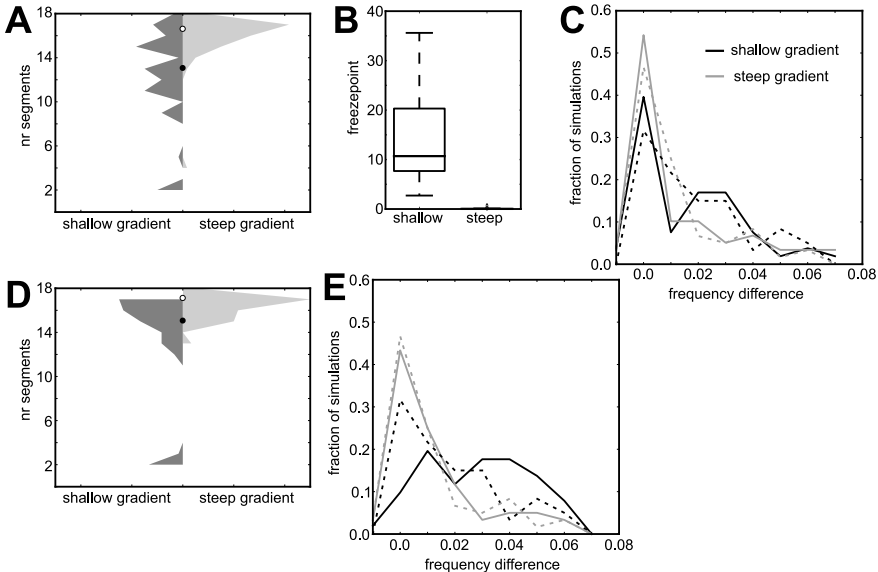 A
nr segments
18
14
10
6
2
shallow gradient
steep gradient
B
freezepoint
40
30
20
10
0
shallow
steep
C
fraction of simulations
0.6
0.5
0.4
0.3
0.2
0.1
0.0
shallow gradient
steep gradient
0.0
0.02
0.04
0.06
0.08
frequency difference
D
nr segments
18
14
18
6
2
shallow gradient
steep gradient
E
fraction of simulations
0.6
0.5
0.4
0.3
0.2
0.1
0.0
0.0
0.02
0.04
0.06
0.08
frequency difference